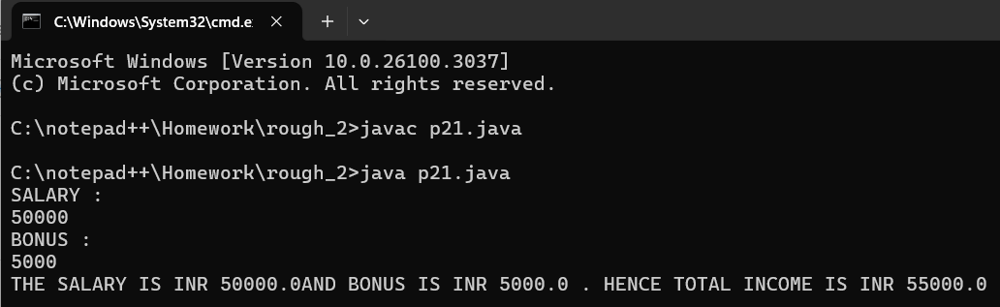 C:\Windows\System32\cmd.e
Microsoft Windows [Version 10.0.26100.3037]
(c) Microsoft Corporation. All rights reserved.
C:\notepad++\Homework\rough_2>javac p21.java
C:\notepad++\Homework\rough_2>java p21.java
SALARY :
50000
BONUS :
5000
THE SALARY IS INR 50000.0AND BONUS IS INR 5000.0 . HENCE TOTAL INCOME IS INR 55000.0